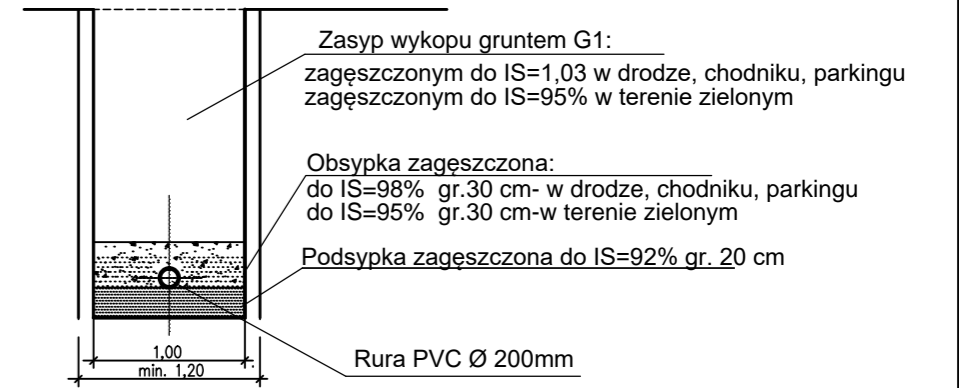 Zasyp wykopu gruntem G1:
zagęszczonym do IS=1,03 w drodze, chodniku, parkingu
zagęszczonym do IS=95% w terenie zielonym
Obsypka zagęszczona:
do IS=98% gr.30 cm- w drodze, chodniku, parkingu
do IS=95% gr.30 cm-w terenie zielonym
Podsypka zagęszczona do IS=92% gr. 20 cm
Rura PVC Ø 200mm
1,00
min. 1,20